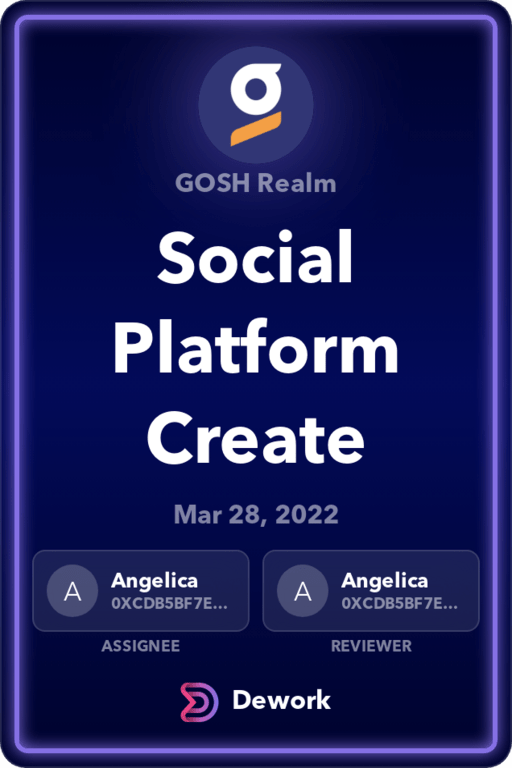 GOSH Realm
Social
Platform
Create
Mar 28, 2022
A Angelica
0XCDB5BF7E...
ASSIGNEE
A Angelica
0XCDB5BF7E...
REVIEWER
Dework